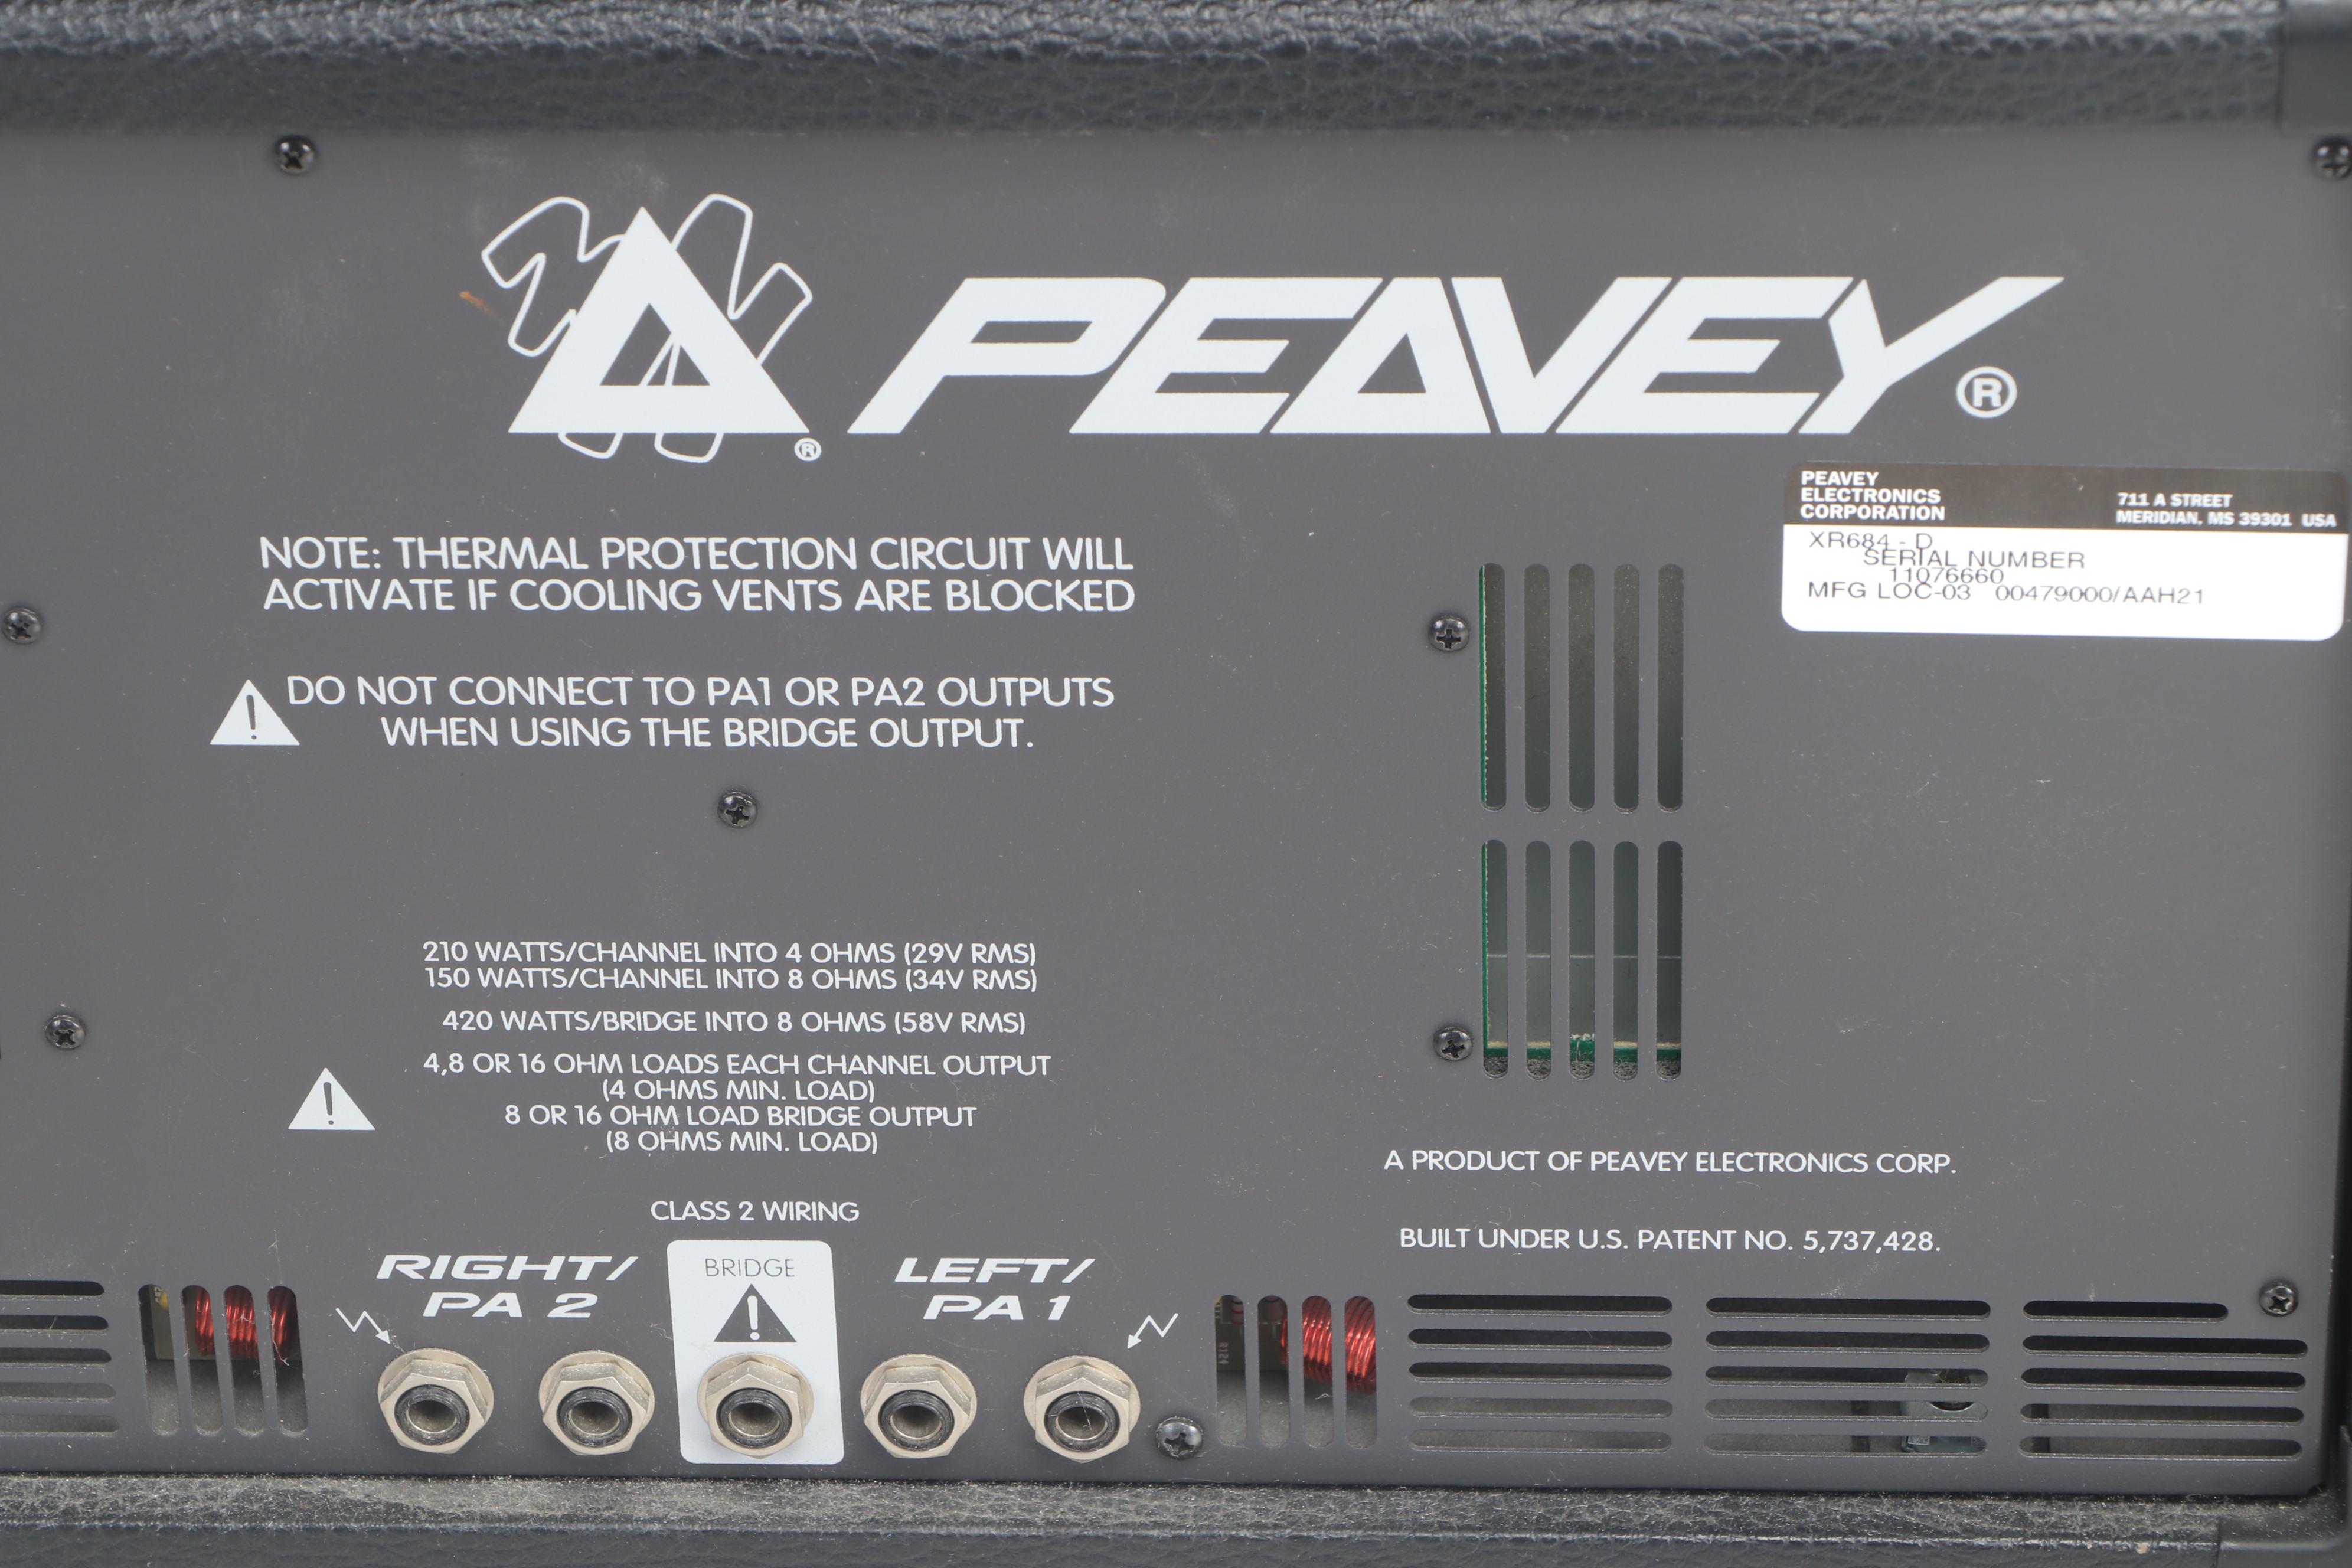 PEAVEY®
®
PEAVEY
ELECTRONICS
CORPORATION
711 A STREET
MERIDIAN, MS 39301 USA
XR684 - D
SERIAL NUMBER
11076660
MFG LOC-03 00479000/AAH21
NOTE: THERMAL PROTECTION CIRCUIT WILL
ACTIVATE IF COOLING VENTS ARE BLOCKED
DO NOT CONNECT TO PA1 OR PA2 OUTPUTS
WHEN USING THE BRIDGE OUTPUT.
210 WATTS/CHANNEL INTO 4 OHMS (29V RMS)
150 WATTS/CHANNEL INTO 8 OHMS (34V RMS)
420 WATTS/BRIDGE INTO 8 OHMS (58V RMS)
4,8 OR 16 OHM LOADS EACH CHANNEL OUTPUT
(4 OHMS MIN. LOAD)
8 OR 16 OHM LOAD BRIDGE OUTPUT
(8 OHMS MIN. LOAD)
A PRODUCT OF PEAVEY ELECTRONICS CORP.
BUILT UNDER U.S. PATENT NO. 5,737,428.
CLASS 2 WIRING
RIGHT/
PA 2
BRIDGE
LEFT/
PA 1
R124